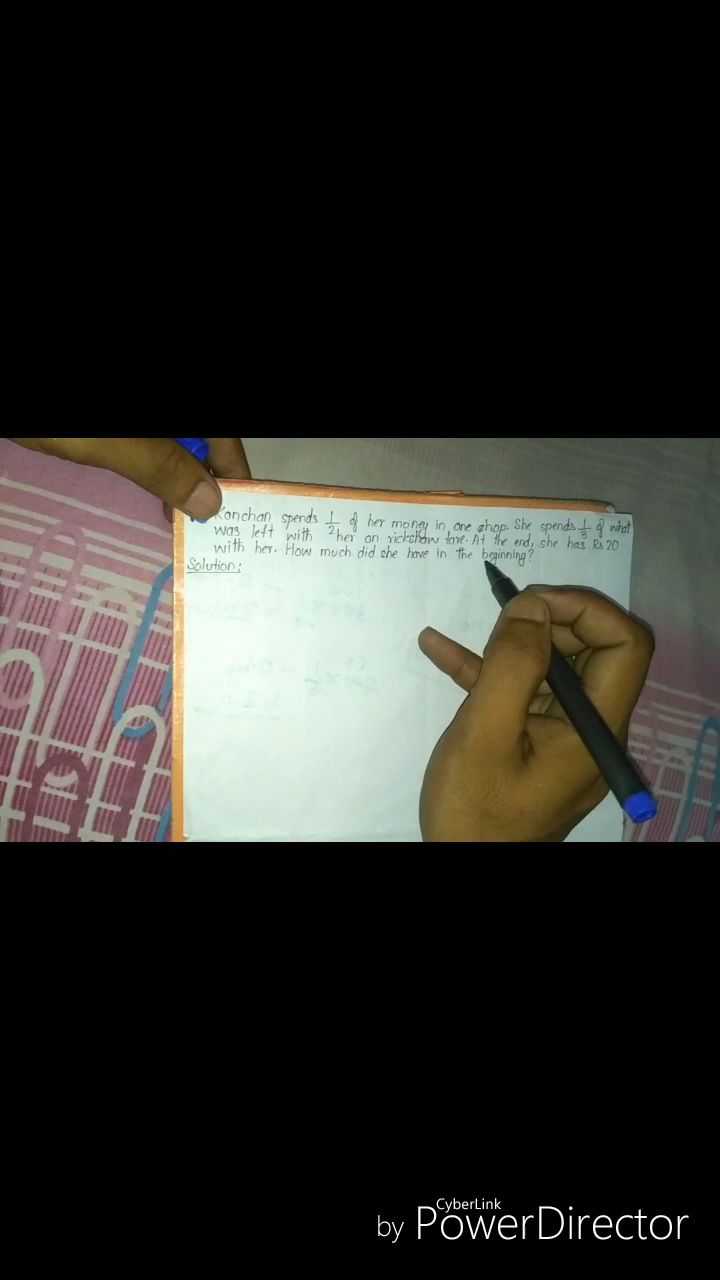 Kanchan spends 1/2 of her money in one shop. She spends 1/3 of what
was left with her on rickshaw fare. At the end, she has Rs 20
with her. How much did she have in the beginning?
Solution:
CyberLink
by PowerDirector